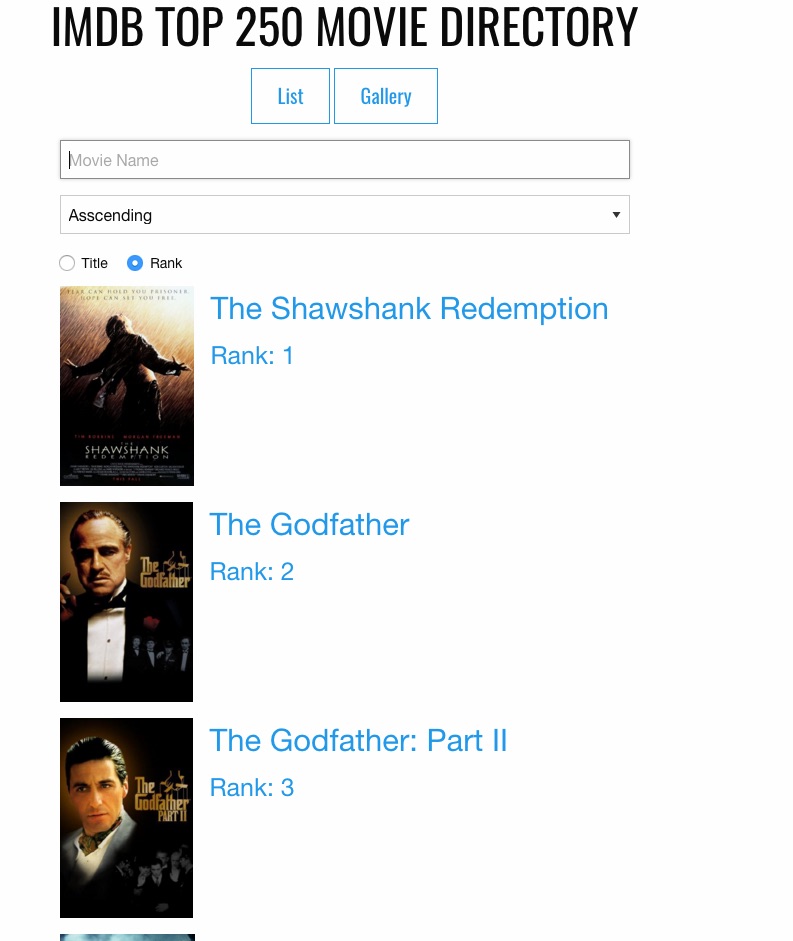 IMDB TOP 250 MOVIE DIRECTORY
List
Gallery
Movie Name
Asscending
Title
Rank
FEAR CAN HOLD YOU PRISONER.
HOPE CAN SET YOU FREE.
The Shawshank Redemption
Rank: 1
TIM ROBBINS MORGAN FREEMAN
THE
SHAWSHANK
REDEMPTION
The Godfather
Rank: 2
The
Godfather
The Godfather: Part II
Rank: 3
The
Godfather
PART II